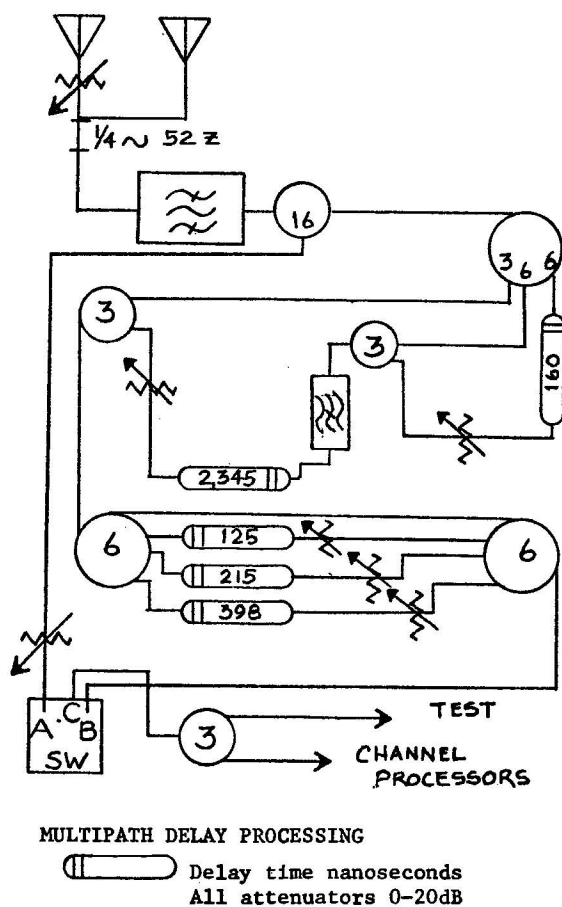 1/4 ~ 52 Z
16
3 6 6
3
3
160
2,345
125
6
6
215
398
A C B
SW
TEST
3
CHANNEL
PROCESSORS
MULTIPATH DELAY PROCESSING
Delay time nanoseconds
All attenuators 0-20dB